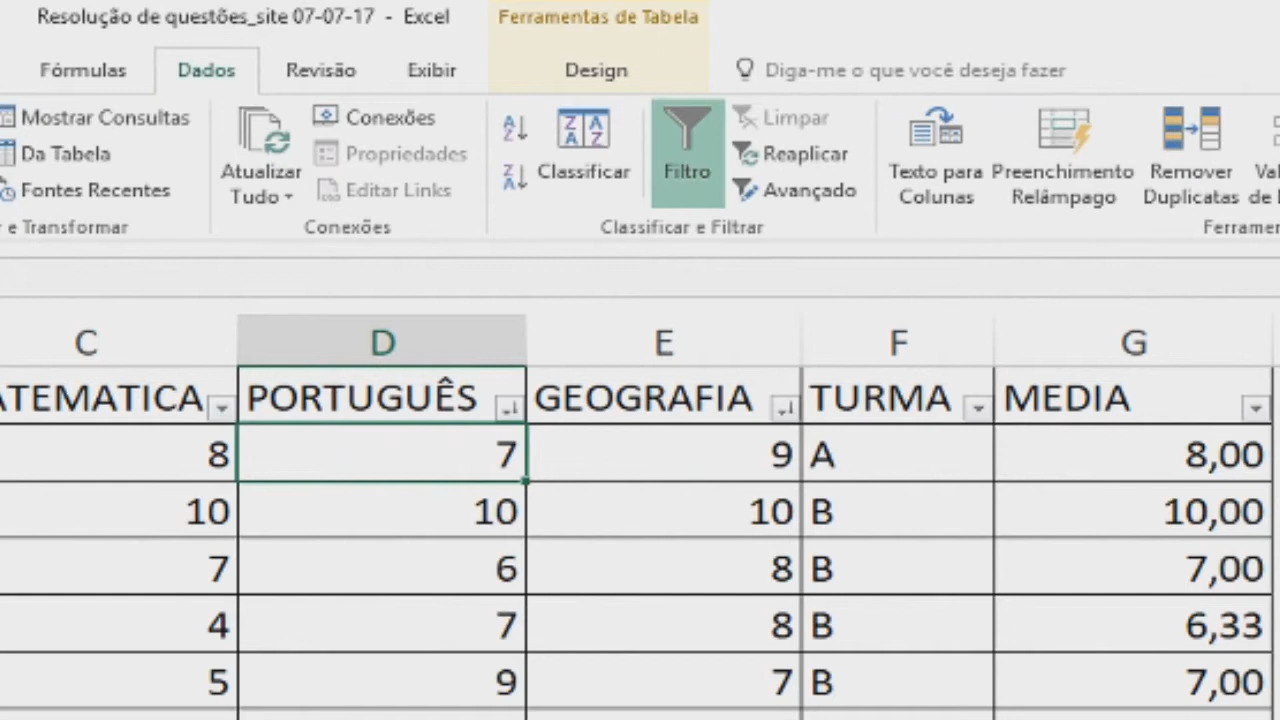 Resolução de questões_site 07-07-17 - Excel
Ferramentas de Tabela
Fórmulas
Dados
Revisão
Exibir
Design
Diga-me o que você deseja fazer
Mostrar Consultas
Da Tabela
Fontes Recentes
e Transformar
Atualizar
Tudo
Conexões
Propriedades
Editar Links
Conexões
Classificar
Filtro
Limpar
Reaplicar
Avançado
Classificar e Filtrar
Texto para
Colunas
Preenchimento
Relâmpago
Remover
Duplicatas
Val
de
Ferramen
C D E F G
ATEMATICA PORTUGUÊS GEOGRAFIA TURMA MEDIA
8 7 9 A 8,00
10 10 10 B 10,00
7 6 8 B 7,00
4 7 8 B 6,33
5 9 7 B 7,00